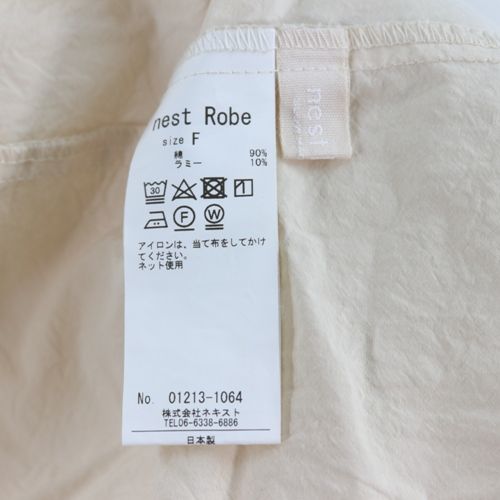 nest Robe
size F
綿 90%
ラミー 10%
30
F W
アイロンは、当て布をしてかけ
てください。
ネット使用
No. 01213-1064
株式会社ネキスト
TEL06-6338-6886
日本製
nest